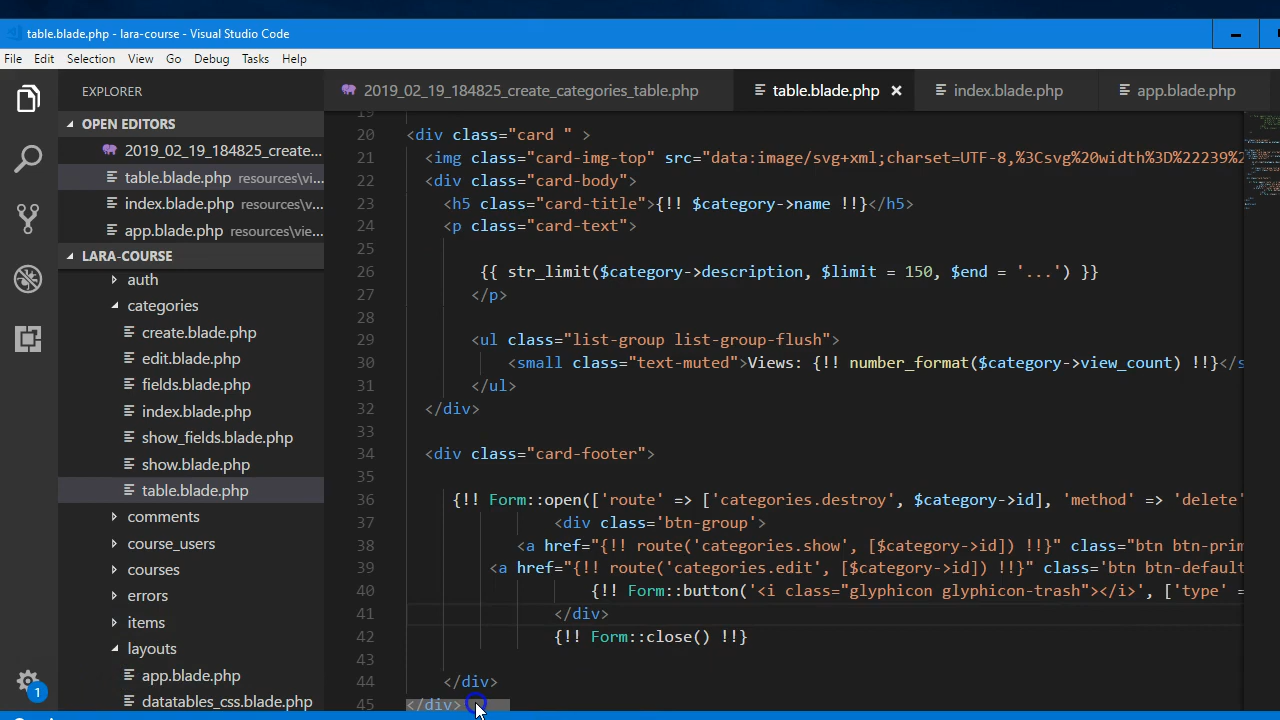 table.blade.php - lara-course - Visual Studio Code
File Edit Selection View Go Debug Tasks Help
EXPLORER
2019_02_19_184825_create_categories_table.php
table.blade.php
index.blade.php
app.blade.php
OPEN EDITORS
2019_02_19_184825_create...
table.blade.php resources\vi...
index.blade.php resources\v...
app.blade.php resources\vie...
LARA-COURSE
auth
categories
create.blade.php
edit.blade.php
fields.blade.php
index.blade.php
show_fields.blade.php
show.blade.php
table.blade.php
comments
course_users
courses
errors
items
layouts
app.blade.php
datatables_css.blade.php
1
19
20 <div class="card " >
21 <img class="card-img-top" src="data:image/svg+xml;charset=UTF-8,%3Csvg%20width%3D%22239%2
22 <div class="card-body">
23 <h5 class="card-title">{!! $category->name !!}</h5>
24 <p class="card-text">
25
26 {{ str_limit($category->description, $limit = 150, $end = '...') }}
27 </p>
28
29 <ul class="list-group list-group-flush">
30 <small class="text-muted">Views: {!! number_format($category->view_count) !!}</s
31 </ul>
32 </div>
33
34 <div class="card-footer">
35
36 {!! Form::open(['route' => ['categories.destroy', $category->id], 'method' => 'delete'
37 <div class='btn-group'>
38 <a href="{!! route('categories.show', [$category->id]) !!}" class="btn btn-prim
39 <a href="{!! route('categories.edit', [$category->id]) !!}" class='btn btn-default
40 {!! Form::button('<i class="glyphicon glyphicon-trash"></i>', ['type' =
41 </div>
42 {!! Form::close() !!}
43
44 </div>
45 </div>